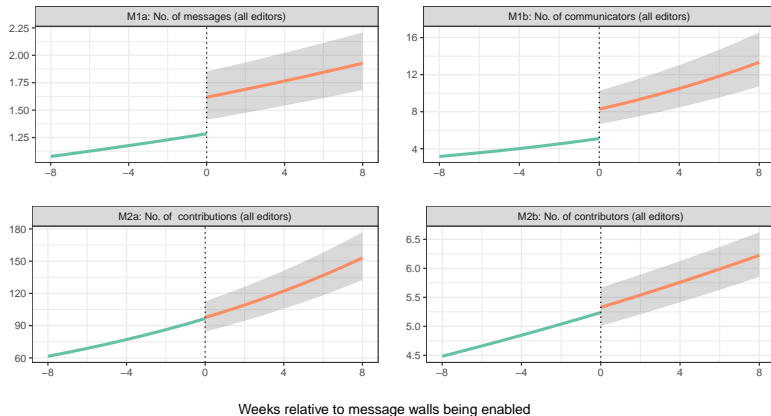 M1a: No. of messages (all editors)
M1b: No. of communicators (all editors)
2.25
2.00
1.75
1.50
1.25
−8 −4 0 4 8
16
12
8
4
−8 −4 0 4 8
M2a: No. of contributions (all editors)
M2b: No. of contributors (all editors)
180
150
120
90
60
−8 −4 0 4 8
6.5
6.0
5.5
5.0
4.5
−8 −4 0 4 8
Weeks relative to message walls being enabled